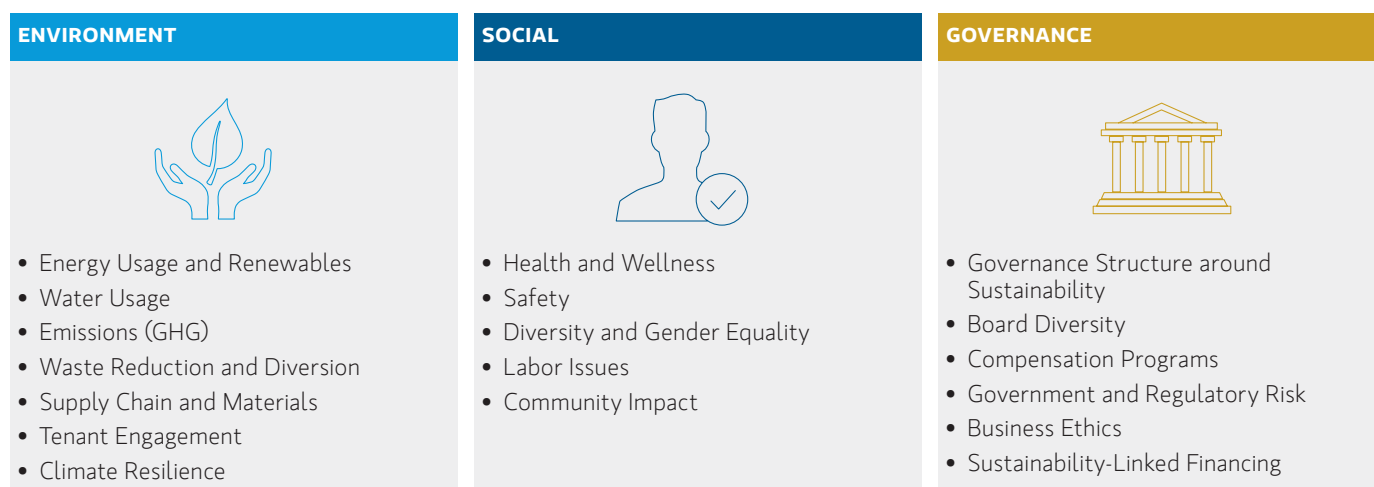 ENVIRONMENT
• Energy Usage and Renewables
• Water Usage
• Emissions (GHG)
• Waste Reduction and Diversion
• Supply Chain and Materials
• Tenant Engagement
• Climate Resilience
SOCIAL
• Health and Wellness
• Safety
• Diversity and Gender Equality
• Labor Issues
• Community Impact
GOVERNANCE
• Governance Structure around
Sustainability
• Board Diversity
• Compensation Programs
• Government and Regulatory Risk
• Business Ethics
• Sustainability-Linked Financing